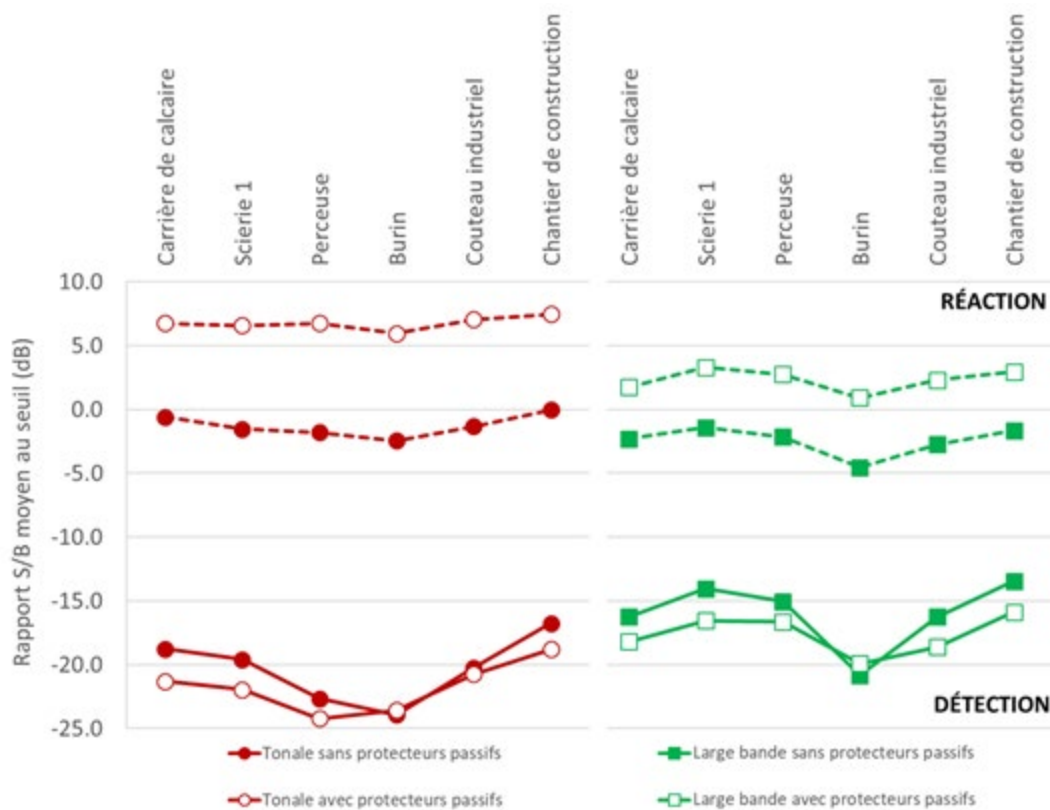 Carrière de calcaire
Scierie 1
Perceuse
Burin
Couteau industriel
Chantier de construction
Carrière de calcaire
Scierie 1
Perceuse
Burin
Couteau industriel
Chantier de construction
Rapport S/B moyen au seuil (dB)
10.0
5.0
0.0
-5.0
-10.0
-15.0
-20.0
-25.0
RÉACTION
DÉTECTION
Tonale sans protecteurs passifs
Large bande sans protecteurs passifs
Tonale avec protecteurs passifs
Large bande avec protecteurs passifs